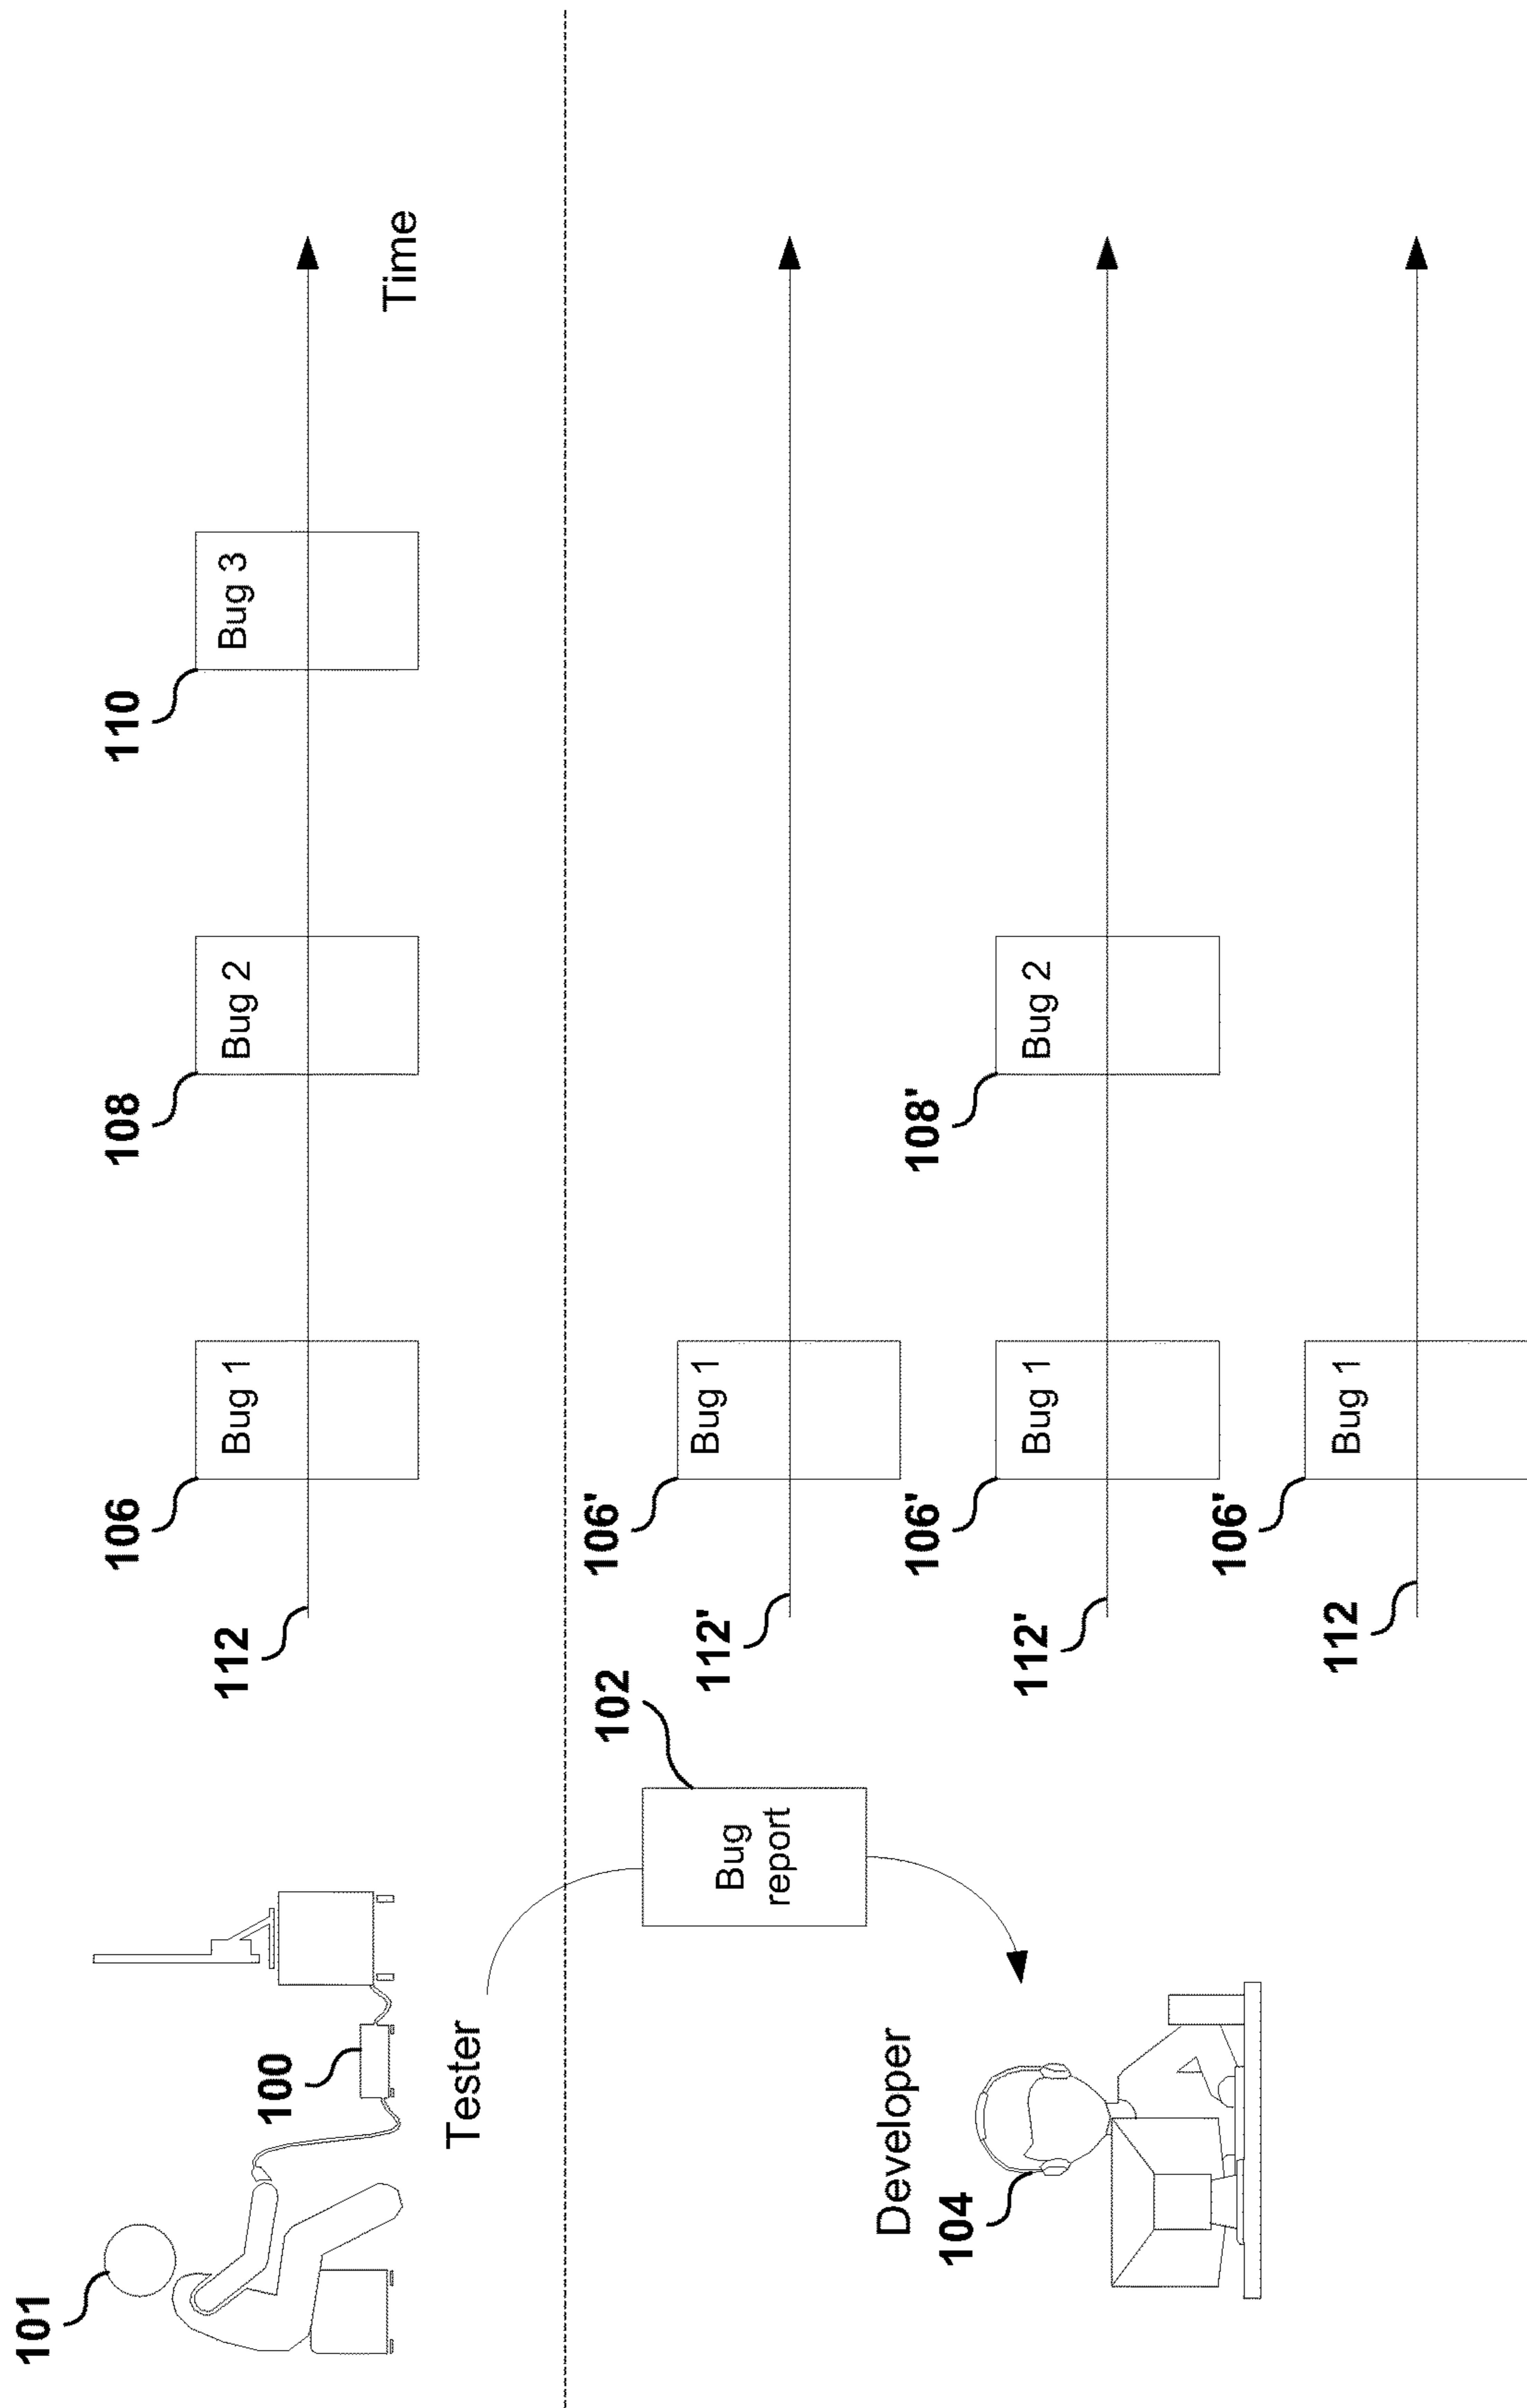 101
100
Tester
112
106
Bug 1
108
Bug 2
110
Bug 3
Time
102
Bug
report
Developer
104
112'
106'
Bug 1
112'
106'
Bug 1
108'
Bug 2
112
106'
Bug 1